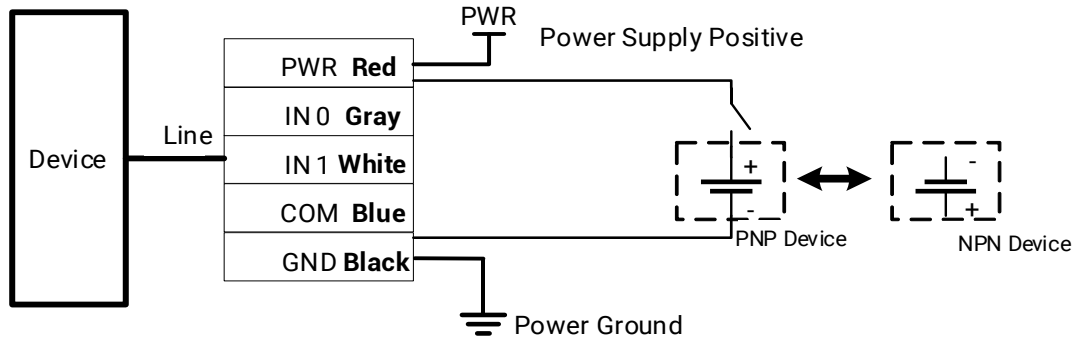 PWR
Power Supply Positive
PWR Red
IN 0 Gray
Line
IN 1 White
Device
COM Blue
GND Black
+
-
PNP Device
-
+
NPN Device
Power Ground